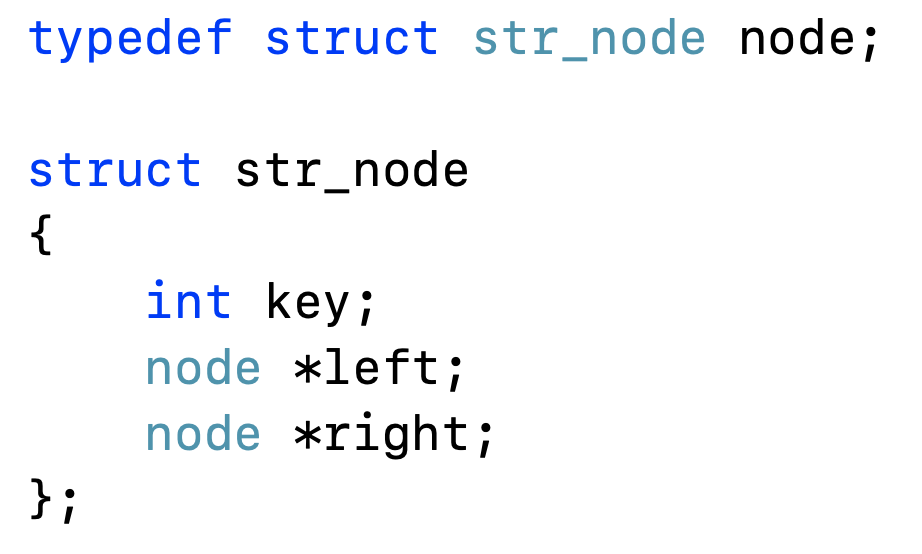 typedef struct str_node node;
struct str_node
{
    int key;
    node *left;
    node *right;
};